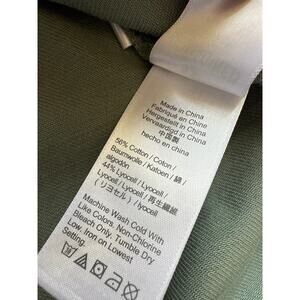 Made in China
Fabriqué en Chine
Hergestellt in China
Vervaardigd in China
中国製
hecho en china
56% Cotton / Coton /
Baumwolle / Katoen / 綿 /
algodón
44% Lyocell / Lyocell /
Lyocell / Lyocell / 再生繊維
(リヨセル) / lyocell
Machine Wash Cold With
Like Colors, Non-Chlorine
Bleach Only, Tumble Dry
Low, Iron on Lowest
Setting